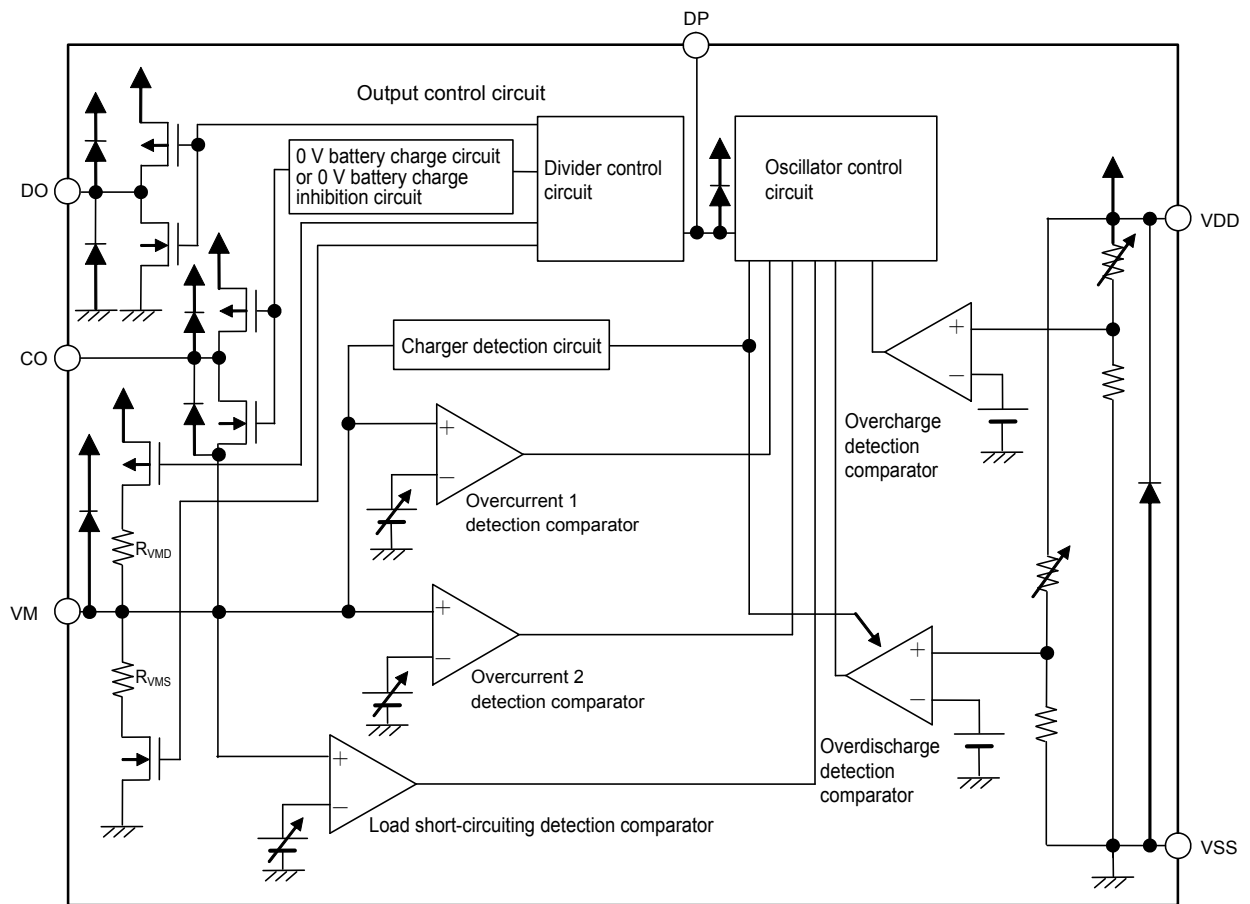 DP
Output control circuit
0 V battery charge circuit
or 0 V battery charge
inhibition circuit
Divider control
circuit
Oscillator control
circuit
DO
VDD
CO
Charger detection circuit
+
−
Overcharge
detection
comparator
+
−
Overcurrent 1
detection comparator
RVMD
VM
+
−
Overcurrent 2
detection comparator
RVMS
+
−
Overdischarge
detection
comparator
+
−
Load short-circuiting detection comparator
VSS